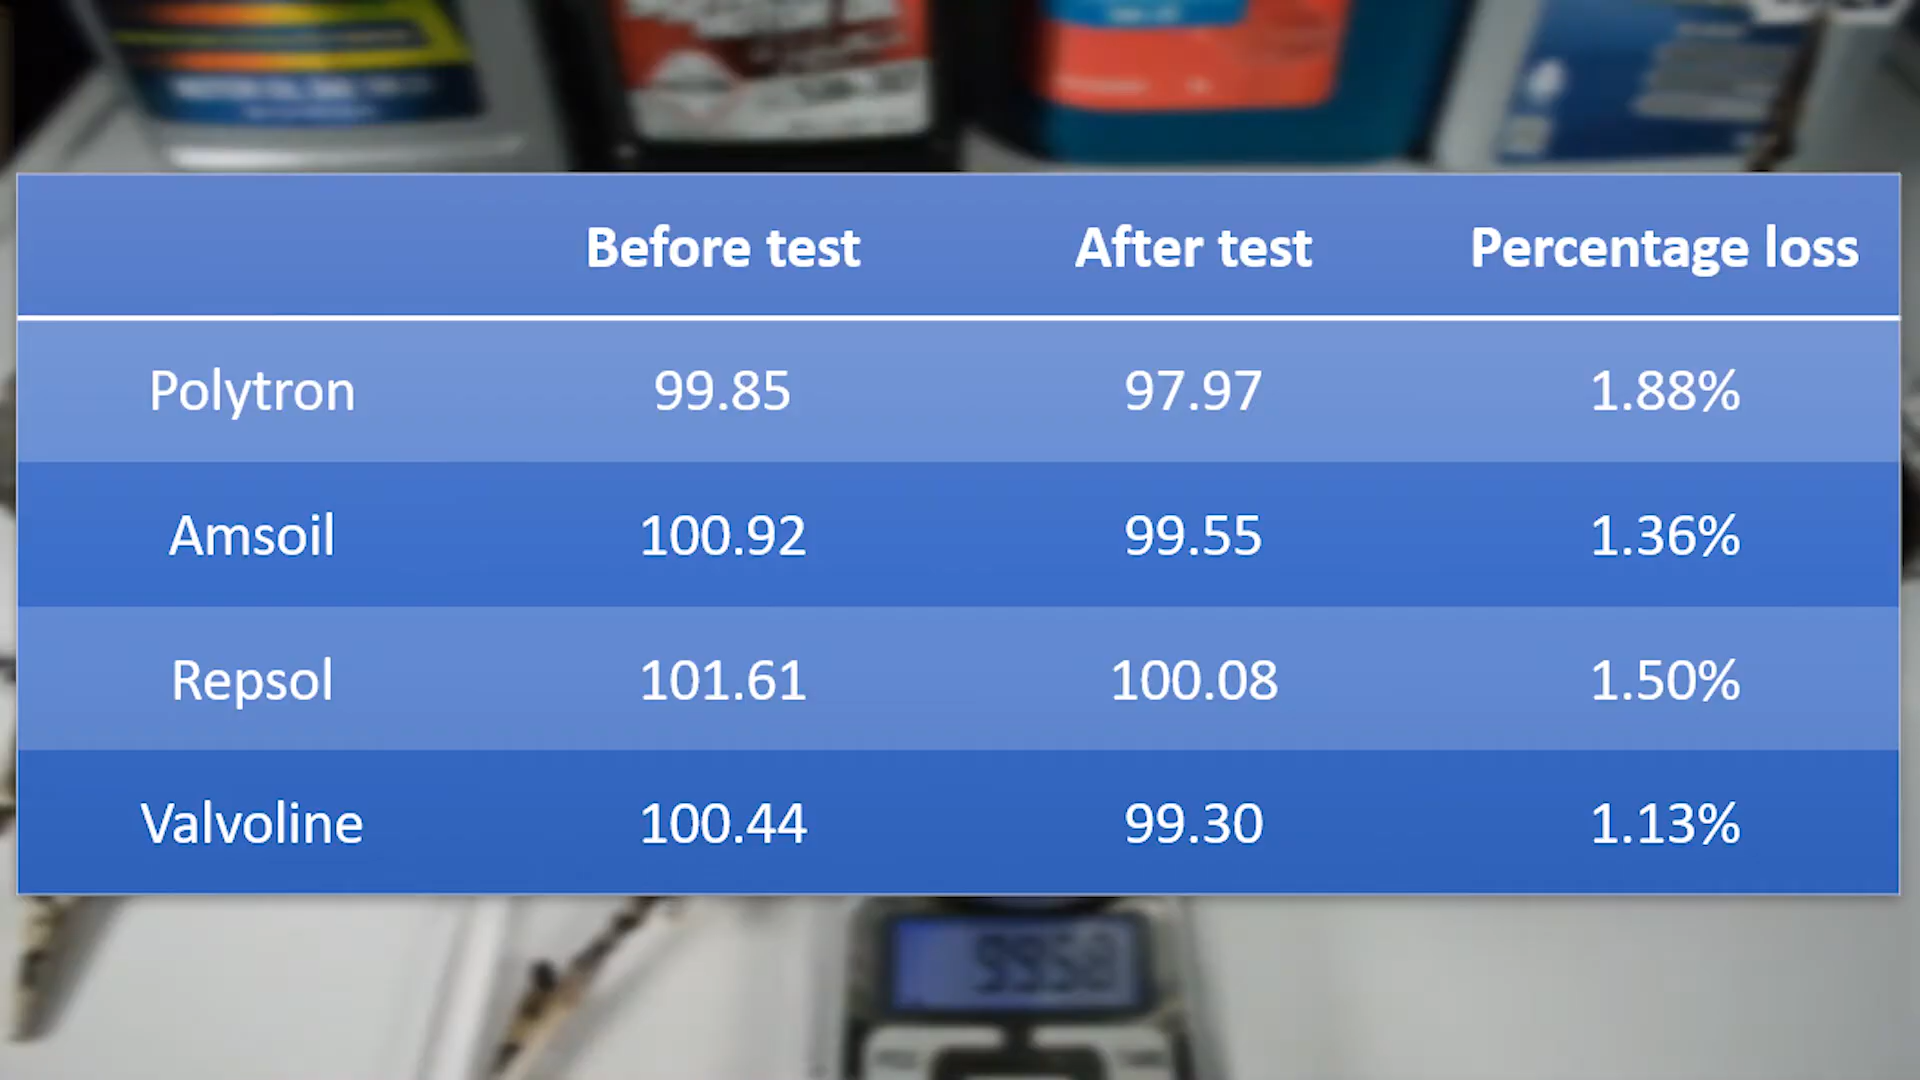 Before test After test Percentage loss
Polytron 99.85 97.97 1.88%
Amsoil 100.92 99.55 1.36%
Repsol 101.61 100.08 1.50%
Valvoline 100.44 99.30 1.13%